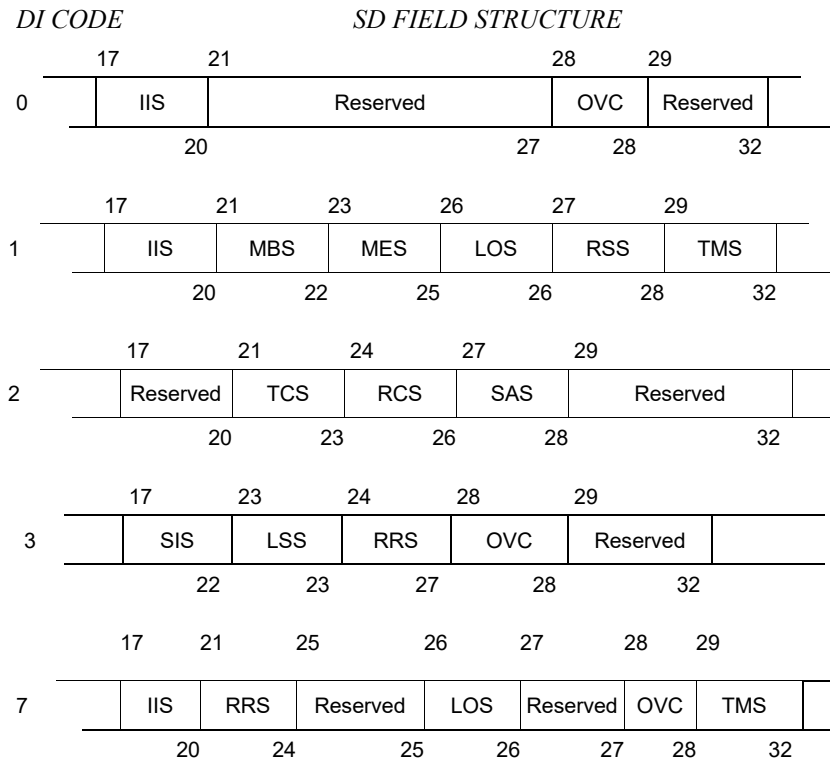 DI CODE SD FIELD STRUCTURE
17 21 28 29
0 IIS Reserved OVC Reserved
20 27 28 32
17 21 23 26 27 29
1 IIS MBS MES LOS RSS TMS
20 22 25 26 28 32
17 21 24 27 29
2 Reserved TCS RCS SAS Reserved
20 23 26 28 32
17 23 24 28 29
3 SIS LSS RRS OVC Reserved
22 23 27 28 32
17 21 25 26 27 28 29
7 IIS RRS Reserved LOS Reserved OVC TMS
20 24 25 26 27 28 32